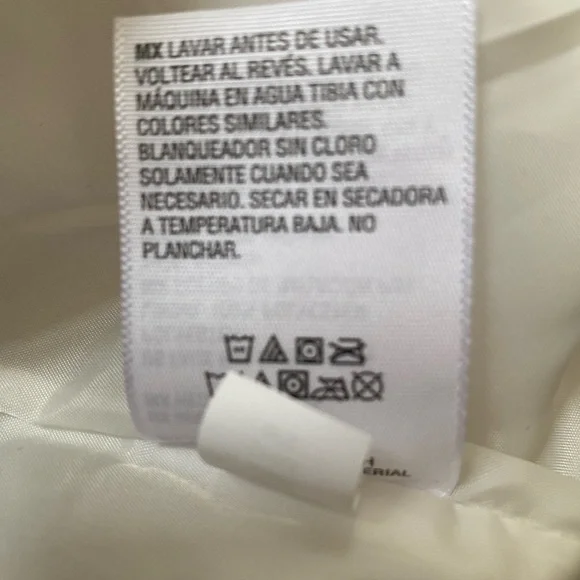 MX LAVAR ANTES DE USAR.
VOLTEAR AL REVÉS. LAVAR A
MÁQUINA EN AGUA TIBIA CON
COLORES SIMILARES.
BLANQUEADOR SIN CLORO
SOLAMENTE CUANDO SEA
NECESARIO. SECAR EN SECADORA
A TEMPERATURA BAJA. NO
PLANCHAR.